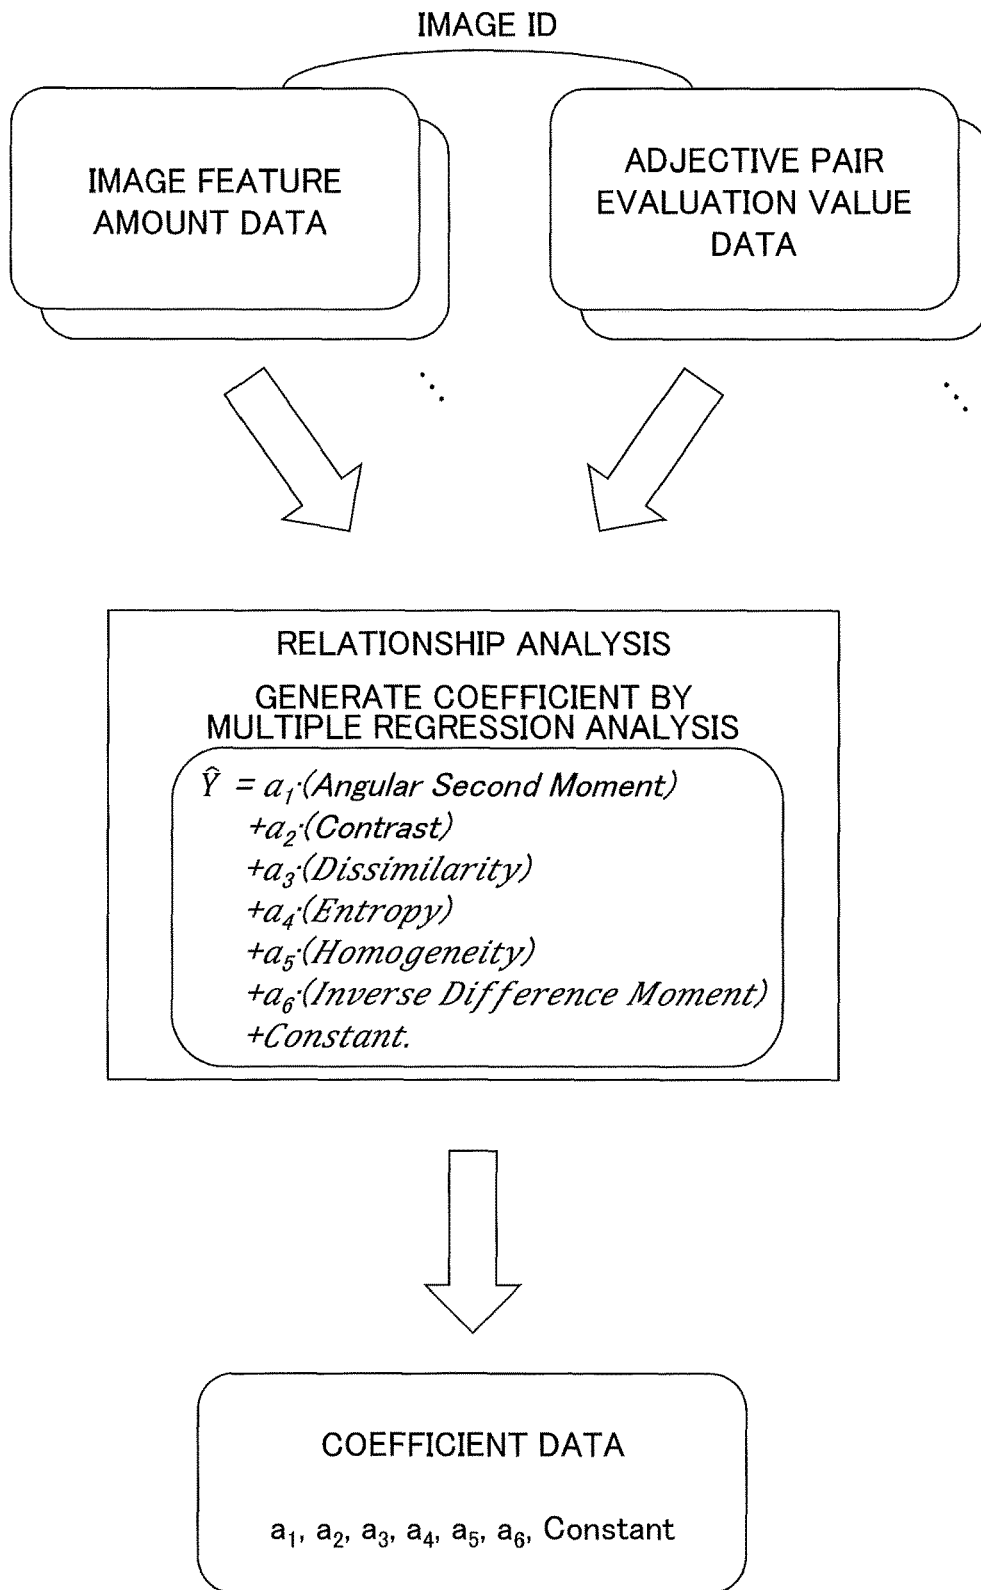 IMAGE ID
IMAGE FEATURE
AMOUNT DATA
ADJECTIVE PAIR
EVALUATION VALUE
DATA
RELATIONSHIP ANALYSIS
GENERATE COEFFICIENT BY
MULTIPLE REGRESSION ANALYSIS
Ŷ = a₁·(Angular Second Moment)
+a₂·(Contrast)
+a₃·(Dissimilarity)
+a₄·(Entropy)
+a₅·(Homogeneity)
+a₆·(Inverse Difference Moment)
+Constant.
COEFFICIENT DATA
a₁, a₂, a₃, a₄, a₅, a₆, Constant